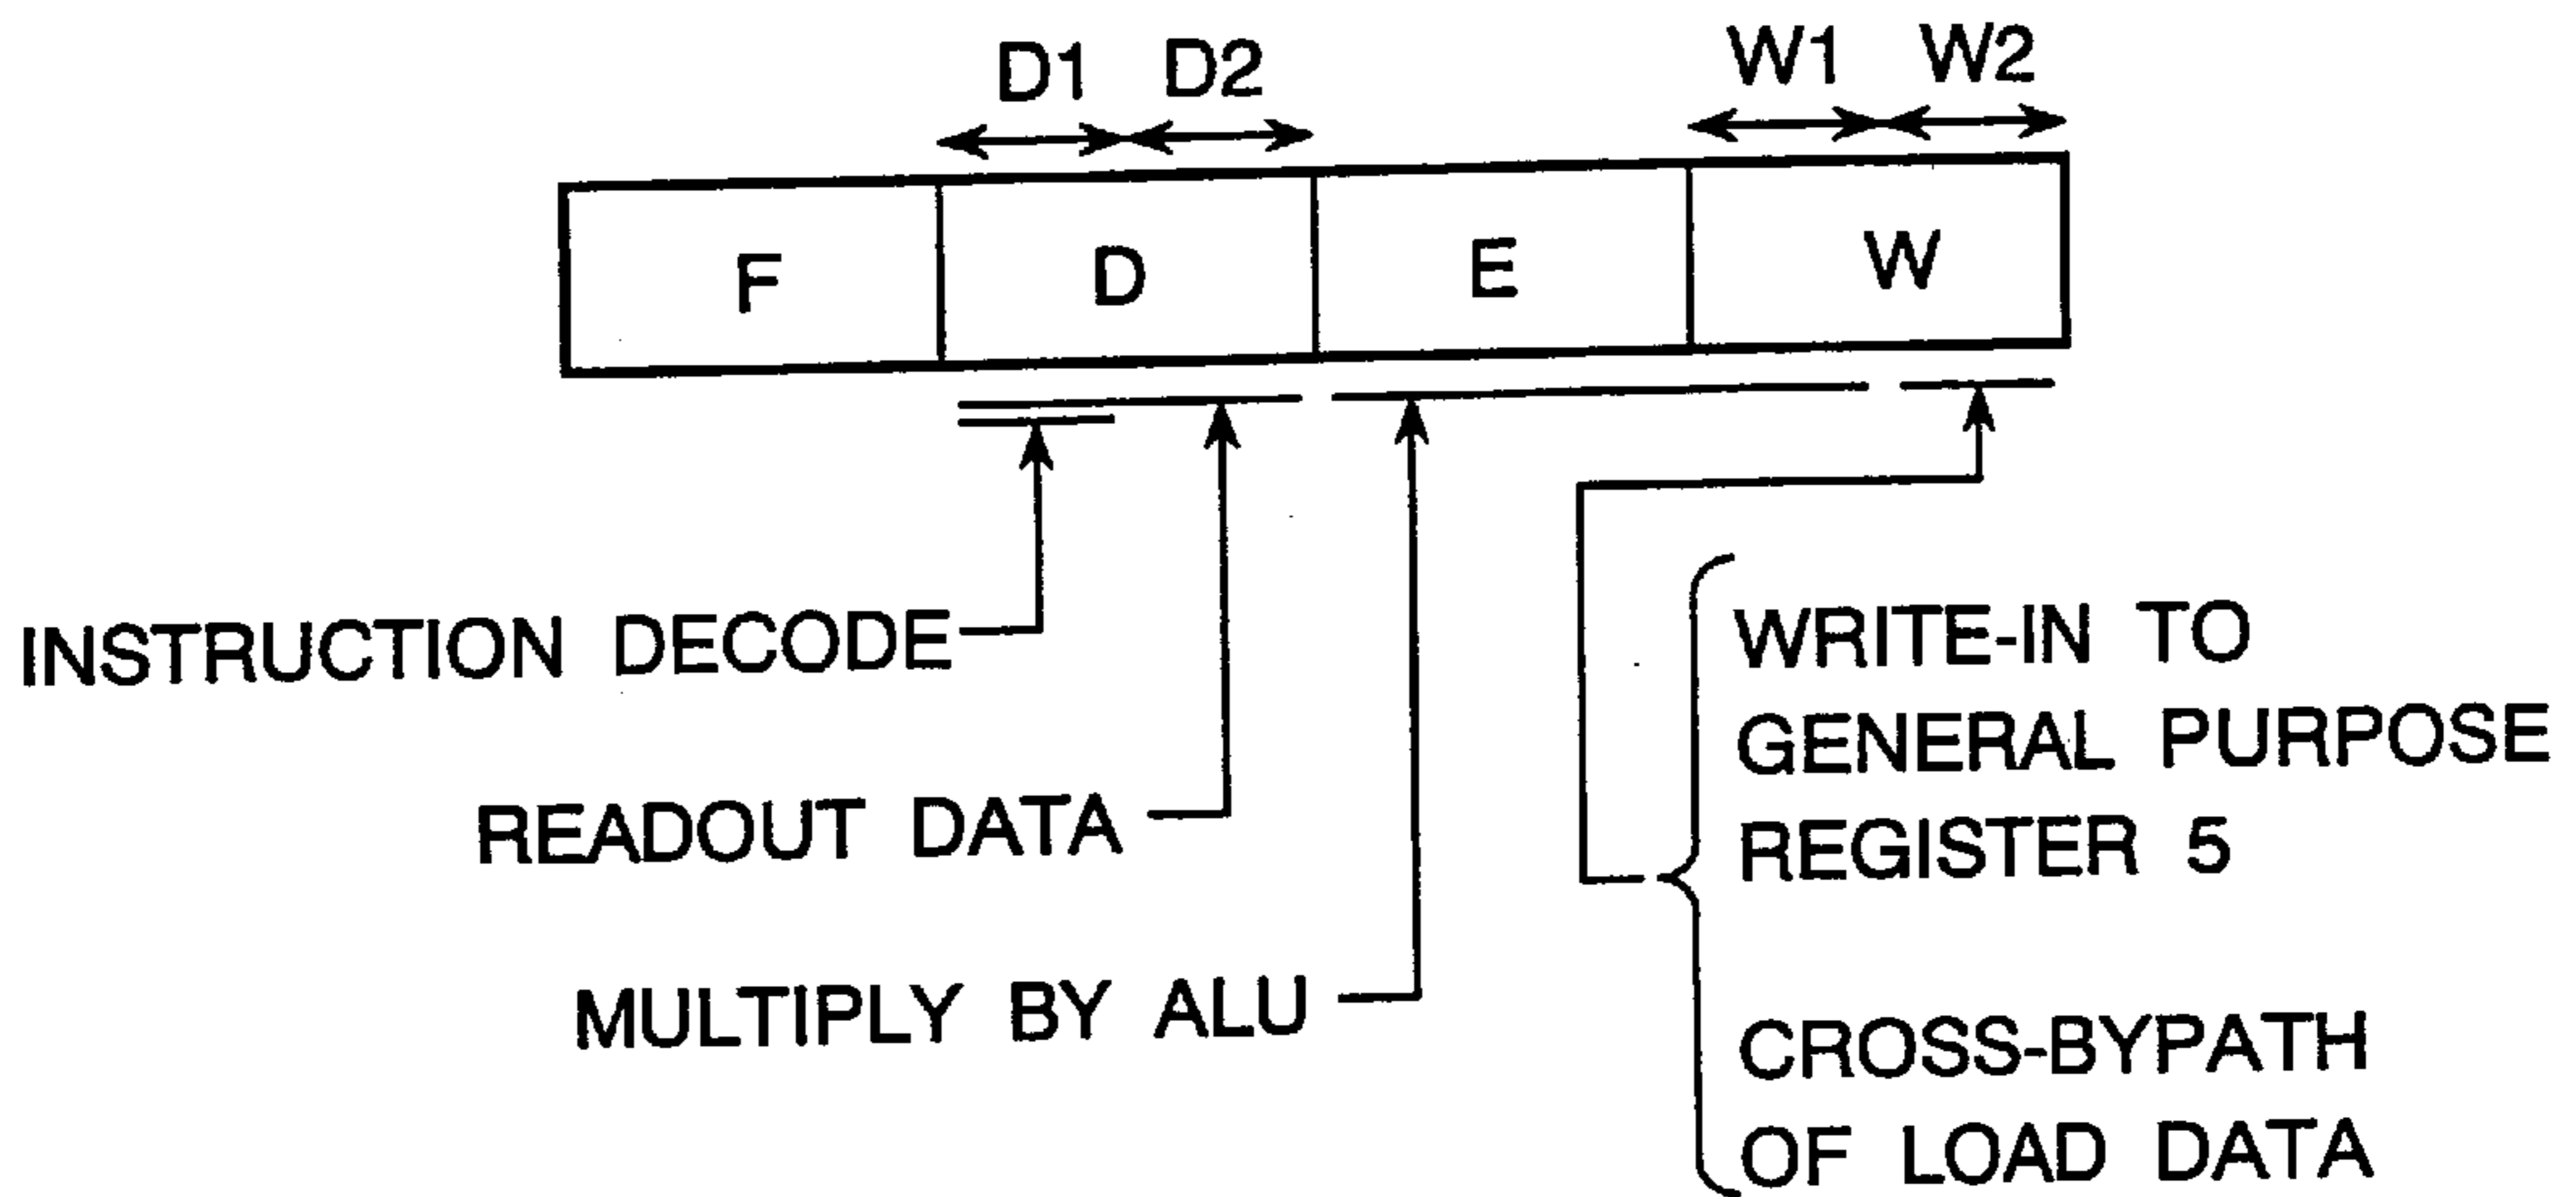 D1 D2 W1 W2
F D E W
INSTRUCTION DECODE
READOUT DATA
MULTIPLY BY ALU
WRITE-IN TO
GENERAL PURPOSE
REGISTER 5
CROSS-BYPATH
OF LOAD DATA